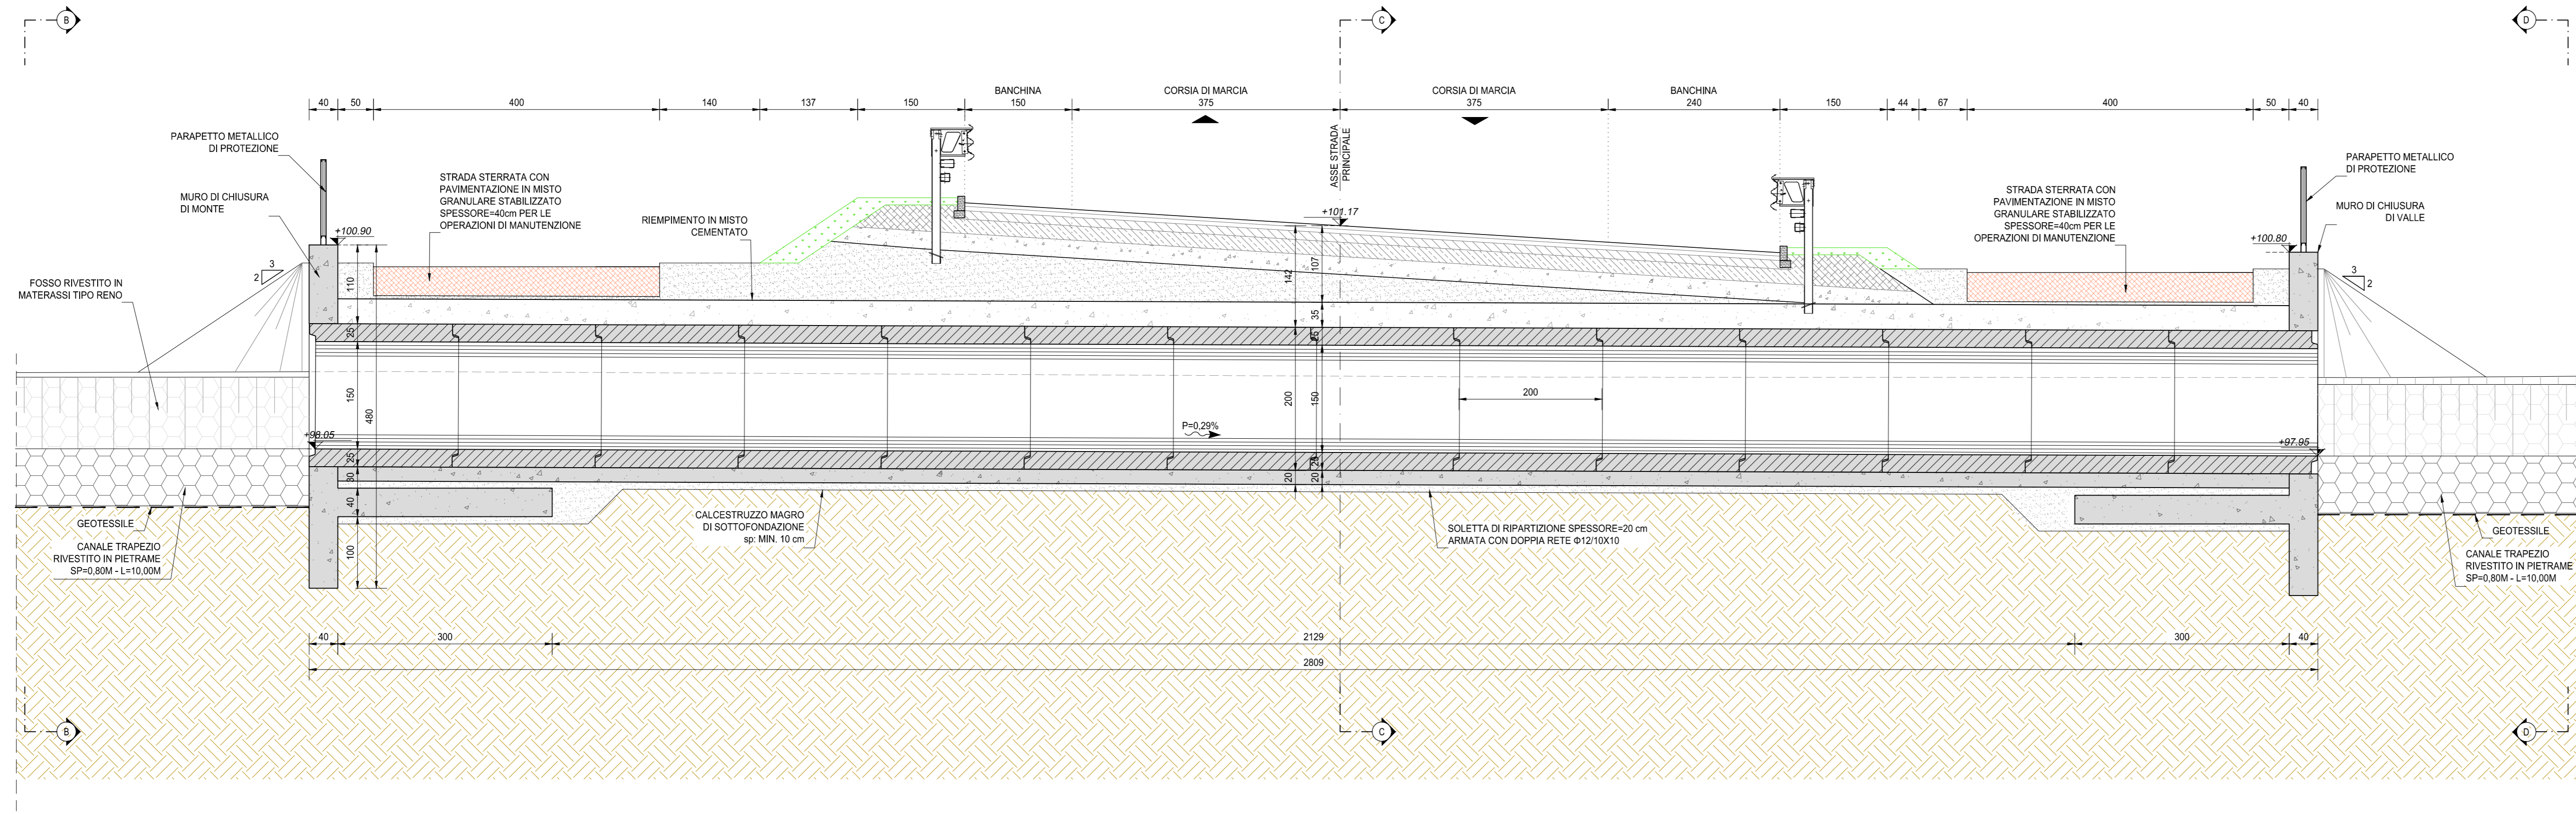 B
C
D
BANCHINA
CORSIA DI MARCIA
CORSIA DI MARCIA
BANCHINA
40
50
400
140
137
150
150
375
375
240
150
44
67
400
50
40
PARAPETTO METALLICO
DI PROTEZIONE
ASSE STRADA
PRINCIPALE
PARAPETTO METALLICO
DI PROTEZIONE
MURO DI CHIUSURA
DI MONTE
STRADA STERRATA CON
PAVIMENTAZIONE IN MISTO
GRANULARE STABILIZZATO
SPESSORE=40cm PER LE
OPERAZIONI DI MANUTENZIONE
RIEMPIMENTO IN MISTO
CEMENTATO
+101.17
STRADA STERRATA CON
PAVIMENTAZIONE IN MISTO
GRANULARE STABILIZZATO
SPESSORE=40cm PER LE
OPERAZIONI DI MANUTENZIONE
MURO DI CHIUSURA
DI VALLE
+100.90
+100.80
3
2
3
2
FOSSO RIVESTITO IN
MATERASSI TIPO RENO
110
142
107
35
25
25
150
480
200
150
200
P=0,29%
+98.05
+97.95
25
30
40
100
25
20
20
GEOTESSILE
CANALE TRAPEZIO
RIVESTITO IN PIETRAME
SP=0,80M - L=10,00M
CALCESTRUZZO MAGRO
DI SOTTOFONDAZIONE
sp: MIN. 10 cm
SOLETTA DI RIPARTIZIONE SPESSORE=20 cm
ARMATA CON DOPPIA RETE Φ12/10X10
GEOTESSILE
CANALE TRAPEZIO
RIVESTITO IN PIETRAME
SP=0,80M - L=10,00M
40
300
2129
300
40
2809
B
C
D